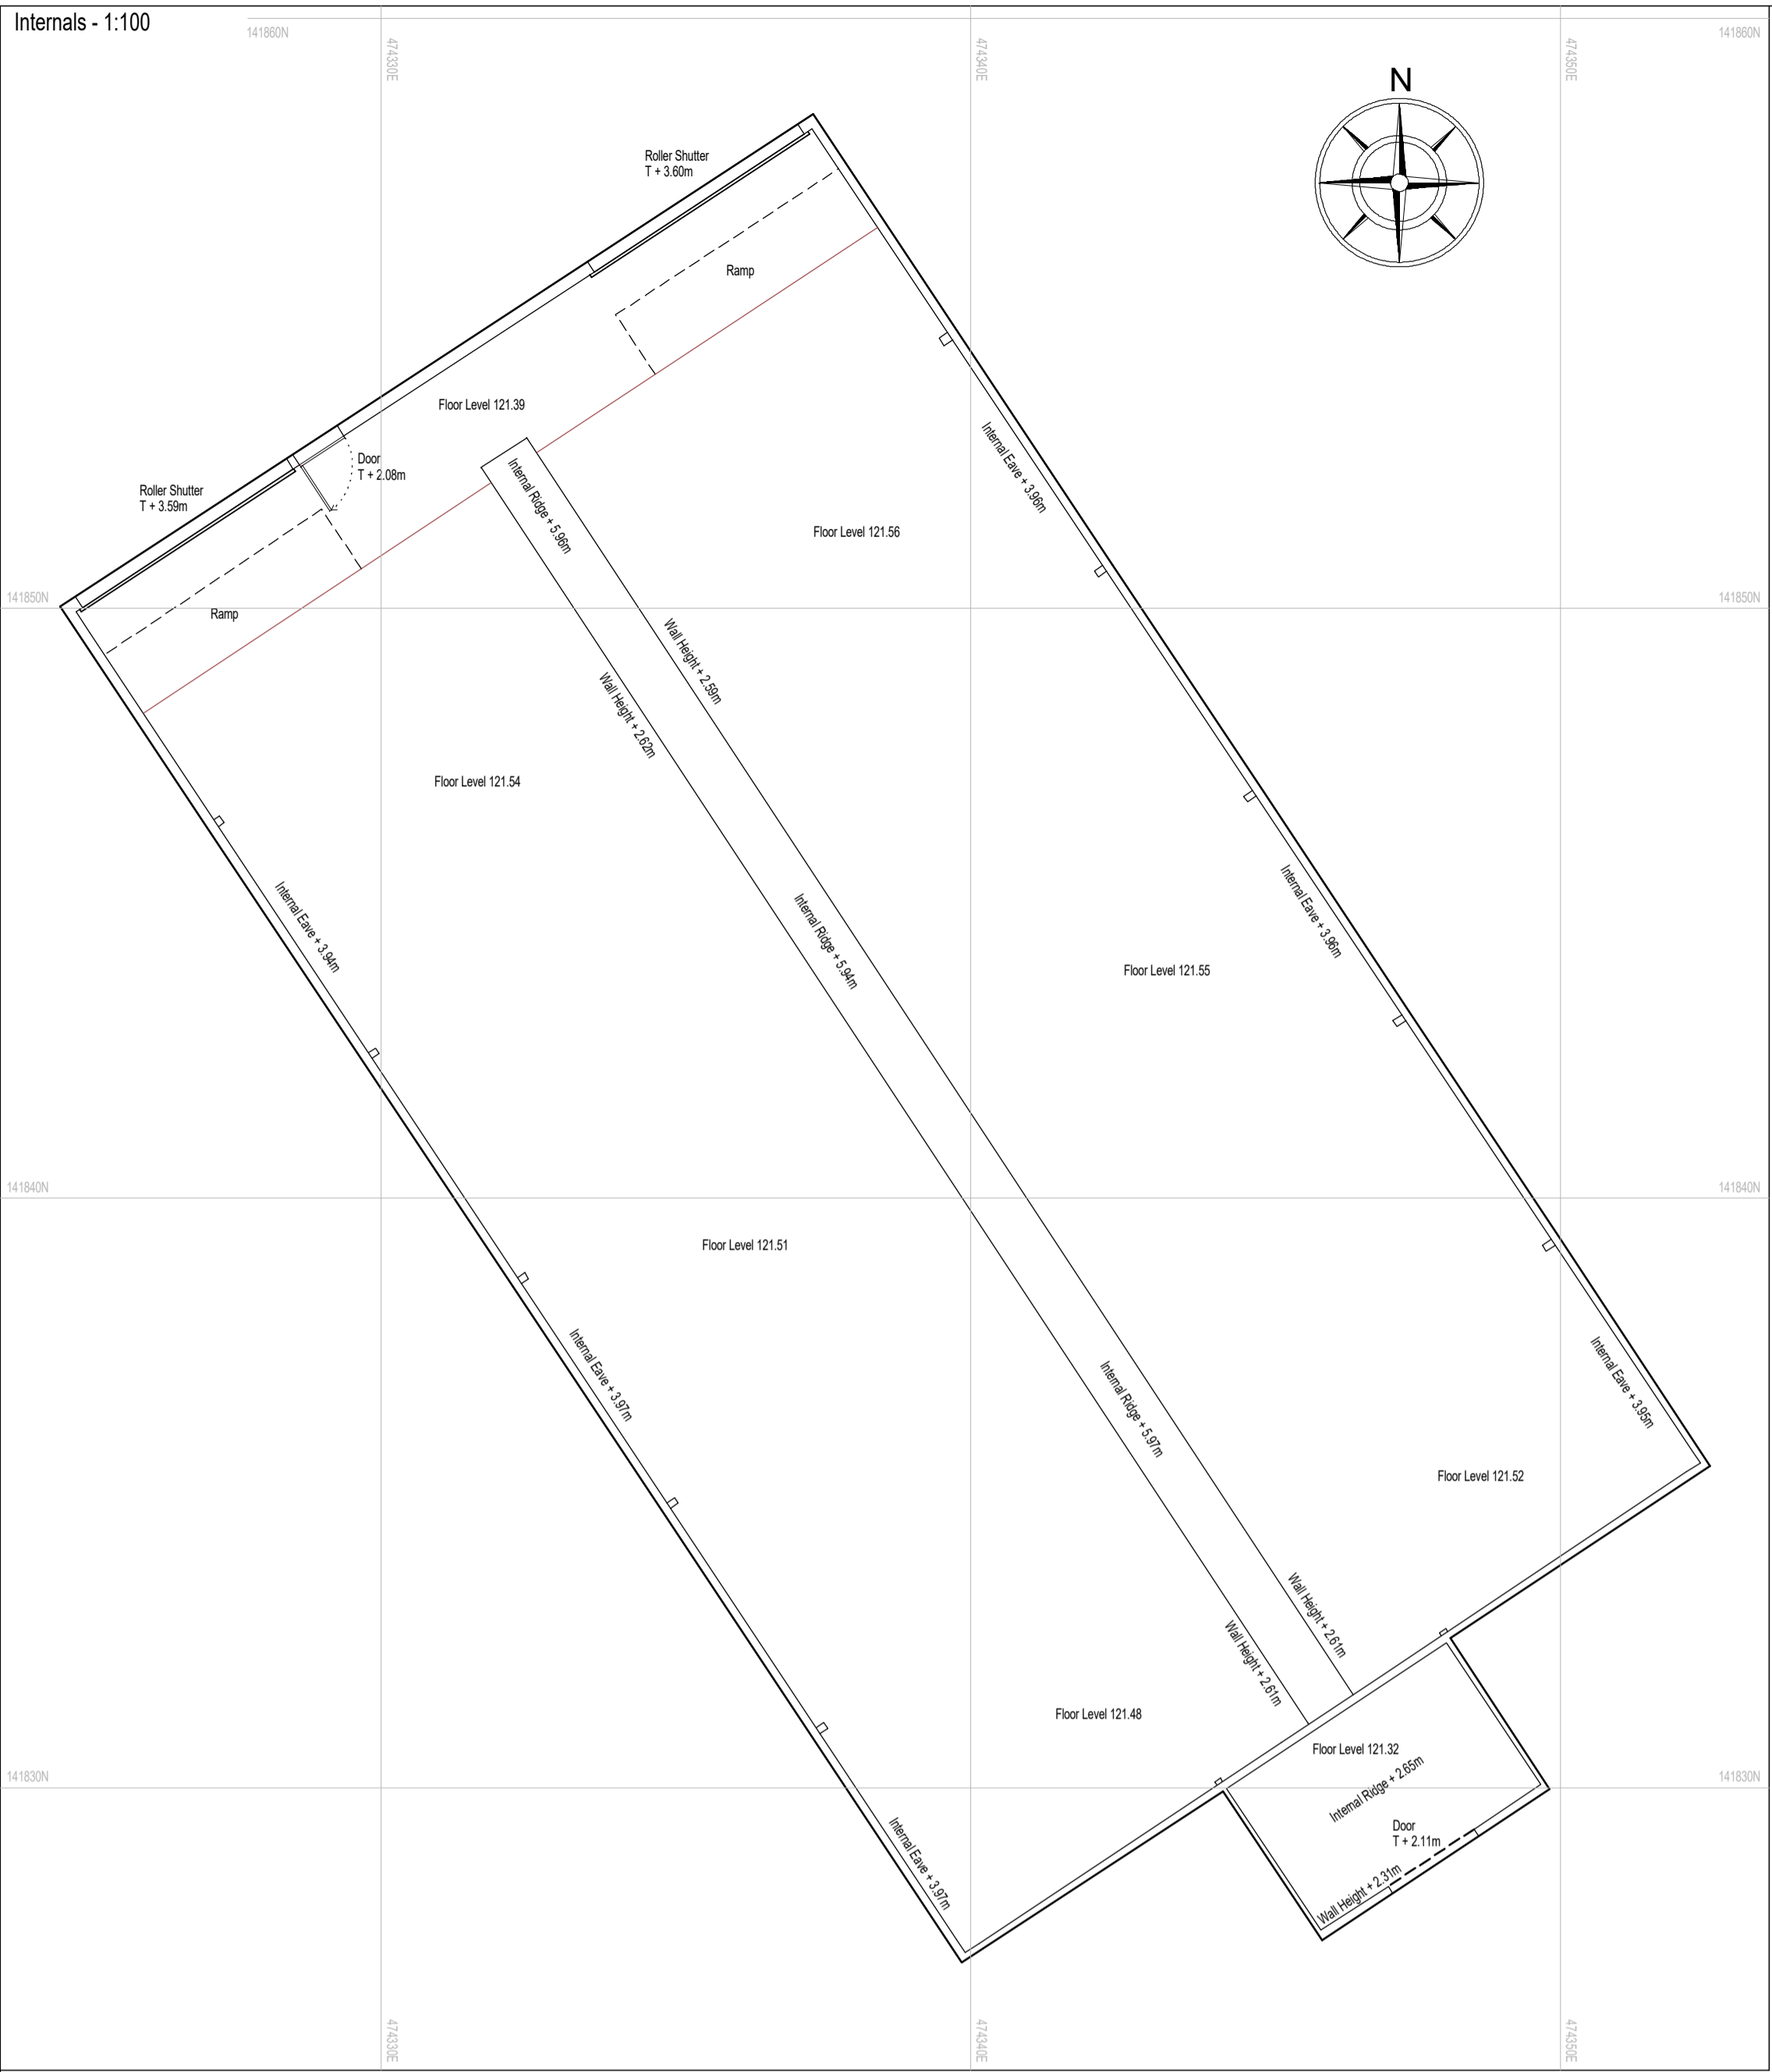 Internals - 1:100
141860N
141860N
474330E
474340E
474350E
N
Roller Shutter
T + 3.60m
Ramp
Floor Level 121.39
Door
T + 2.08m
Roller Shutter
T + 3.59m
Internal Ridge + 5.96m
Internal Eave + 3.96m
Floor Level 121.56
141850N
141850N
Ramp
Wall Height + 2.59m
Wall Height + 2.62m
Floor Level 121.54
Internal Eave + 3.94m
Internal Ridge + 5.94m
Internal Eave + 3.96m
Floor Level 121.55
141840N
141840N
Floor Level 121.51
Internal Eave + 3.97m
Internal Ridge + 5.97m
Internal Eave + 3.95m
Floor Level 121.52
Wall Height + 2.61m
Wall Height + 2.61m
Floor Level 121.48
Floor Level 121.32
141830N
141830N
Internal Ridge + 2.65m
Door
T + 2.11m
Internal Eave + 3.97m
Wall Height + 2.31m
474330E
474340E
474350E